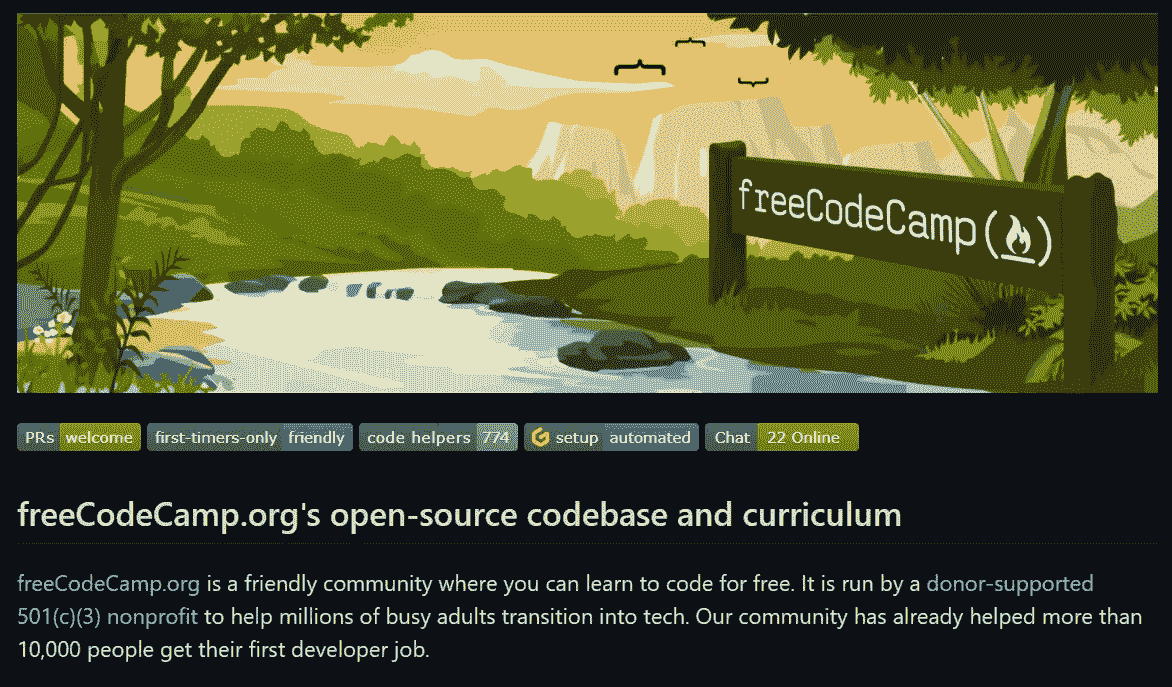 freeCodeCamp(🔥)
PRs welcome first-timers-only friendly code helpers 774 setup automated Chat 22 Online
freeCodeCamp.org's open-source codebase and curriculum
freeCodeCamp.org is a friendly community where you can learn to code for free. It is run by a donor-supported
501(c)(3) nonprofit to help millions of busy adults transition into tech. Our community has already helped more than
10,000 people get their first developer job.